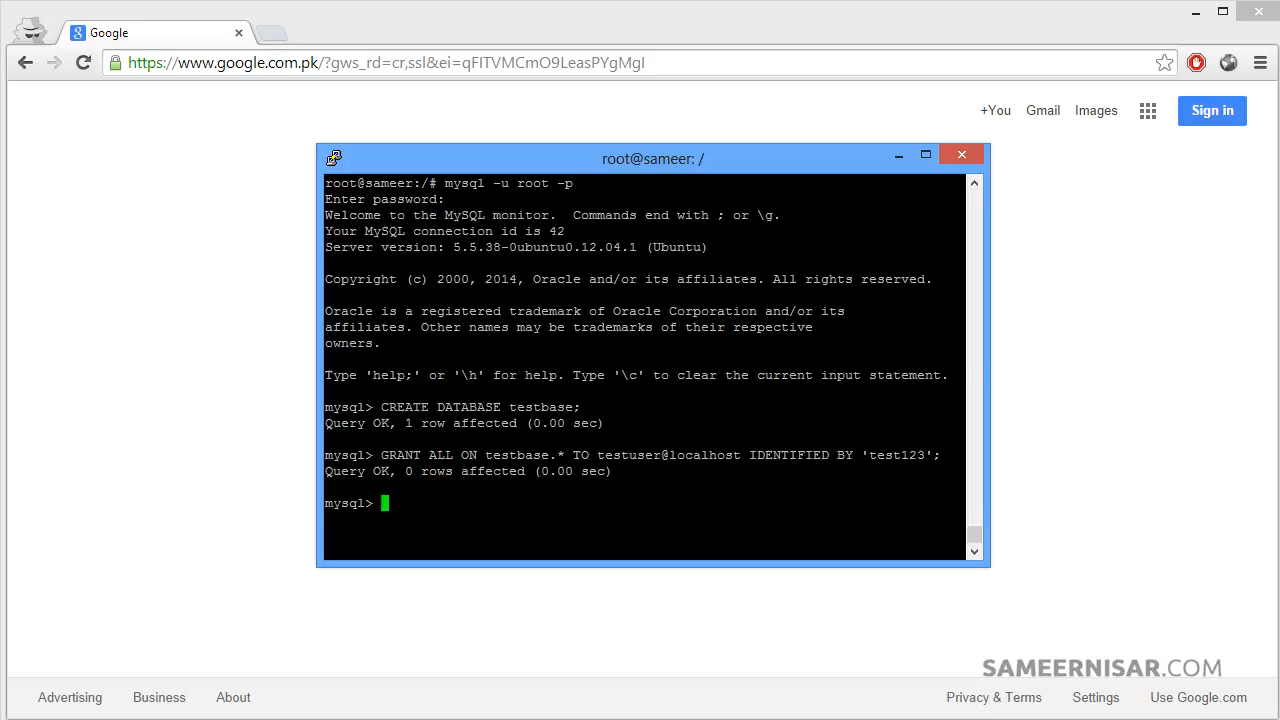 Google
https://www.google.com.pk/?gws_rd=cr,ssl&ei=qFITVMCmO9LeasPYgMgI
+You Gmail Images Sign in
root@sameer: /
root@sameer:/# mysql -u root -p
Enter password:
Welcome to the MySQL monitor.  Commands end with ; or \g.
Your MySQL connection id is 42
Server version: 5.5.38-0ubuntu0.12.04.1 (Ubuntu)
Copyright (c) 2000, 2014, Oracle and/or its affiliates. All rights reserved.
Oracle is a registered trademark of Oracle Corporation and/or its
affiliates. Other names may be trademarks of their respective
owners.
Type 'help;' or '\h' for help. Type '\c' to clear the current input statement.
mysql> CREATE DATABASE testbase;
Query OK, 1 row affected (0.00 sec)
mysql> GRANT ALL ON testbase.* TO testuser@localhost IDENTIFIED BY 'test123';
Query OK, 0 rows affected (0.00 sec)
mysql>
SAMEERNISAR.COM
Advertising Business About Privacy & Terms Settings Use Google.com